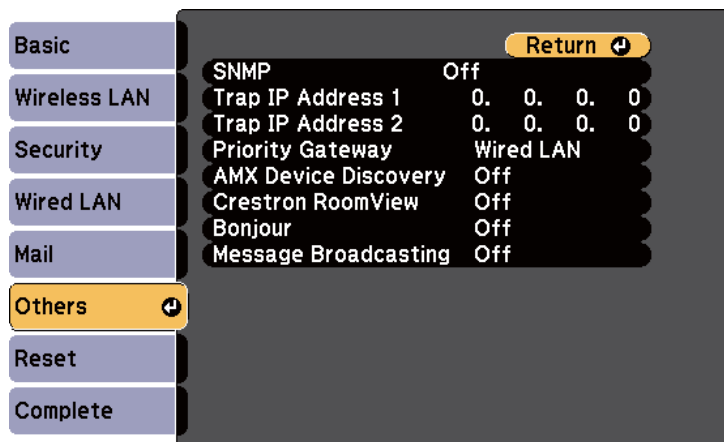 Basic
Wireless LAN
Security
Wired LAN
Mail
Others
Reset
Complete
Return
SNMP Off
Trap IP Address 1 0. 0. 0. 0
Trap IP Address 2 0. 0. 0. 0
Priority Gateway Wired LAN
AMX Device Discovery Off
Crestron RoomView Off
Bonjour Off
Message Broadcasting Off